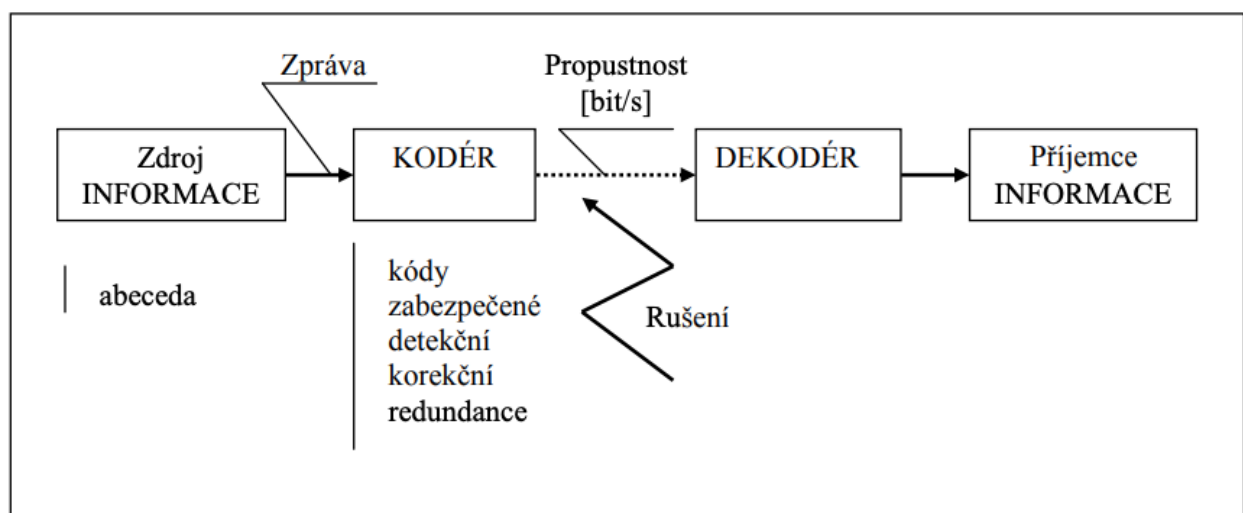 Zpráva
Propustnost
[bit/s]
Zdroj
INFORMACE
KODÉR
DEKODÉR
Příjemce
INFORMACE
abeceda
kódy
zabezpečené
detekční
korekční
redundance
Rušení